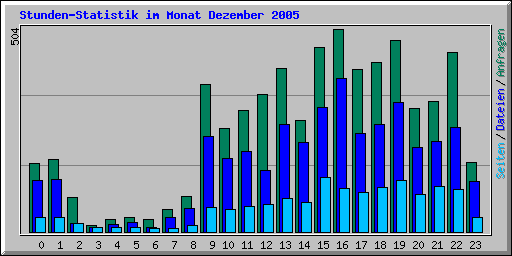 Stunden-Statistik im Monat Dezember 2005
504
Seiten / Dateien / Anfragen
0 1 2 3 4 5 6 7 8 9 10 11 12 13 14 15 16 17 18 19 20 21 22 23